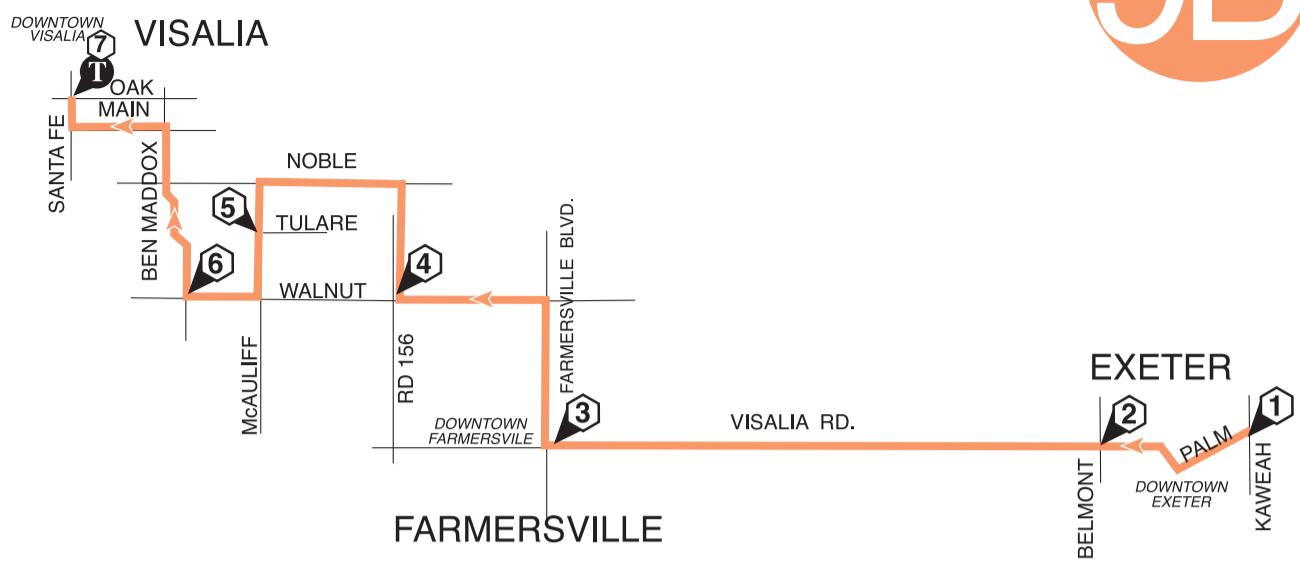 DOWNTOWN
VISALIA
VISALIA
7
T
OAK
MAIN
SANTA FE
BEN MADDOX
NOBLE
5
TULARE
6
WALNUT
4
McAULIFF
RD 156
FARMERSVILLE BLVD.
DOWNTOWN
FARMERSVILE
3
VISALIA RD.
FARMERSVILLE
EXETER
2
1
PALM
BELMONT
DOWNTOWN
EXETER
KAWEAH